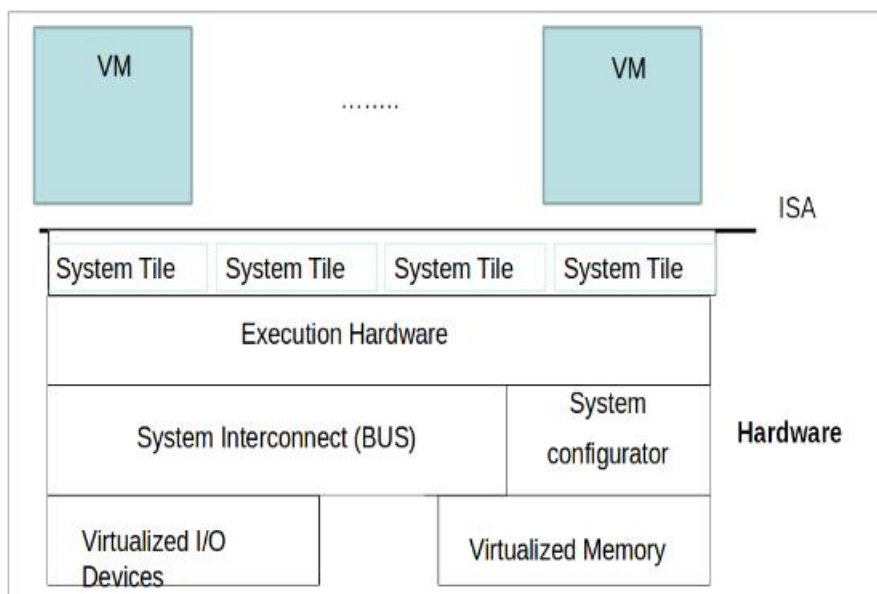 VM
VM
........
ISA
System Tile
System Tile
System Tile
System Tile
Execution Hardware
System Interconnect (BUS)
System
configurator
Hardware
Virtualized I/O
Devices
Virtualized Memory